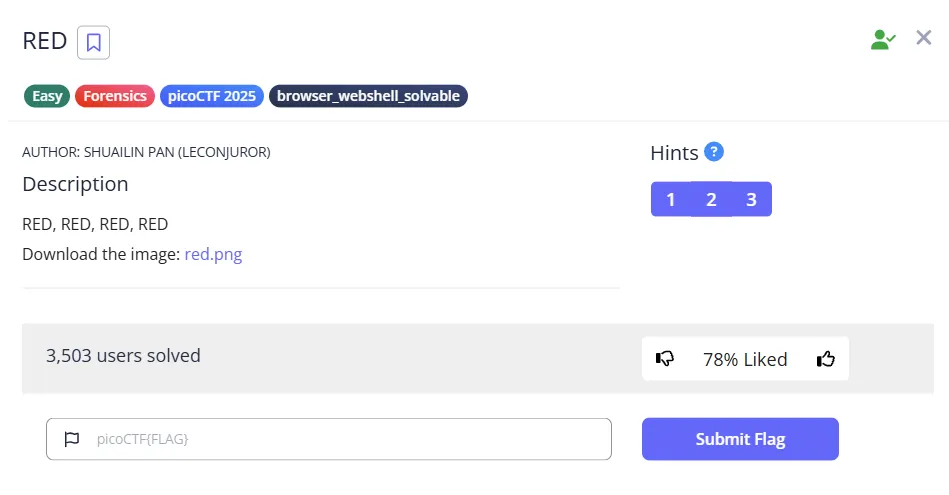 RED
Easy Forensics picoCTF 2025 browser_webshell_solvable
AUTHOR: SHUAILIN PAN (LECONJUROR)
Description
RED, RED, RED, RED
Download the image: red.png
Hints ?
1 2 3
3,503 users solved
78% Liked
picoCTF{FLAG}
Submit Flag